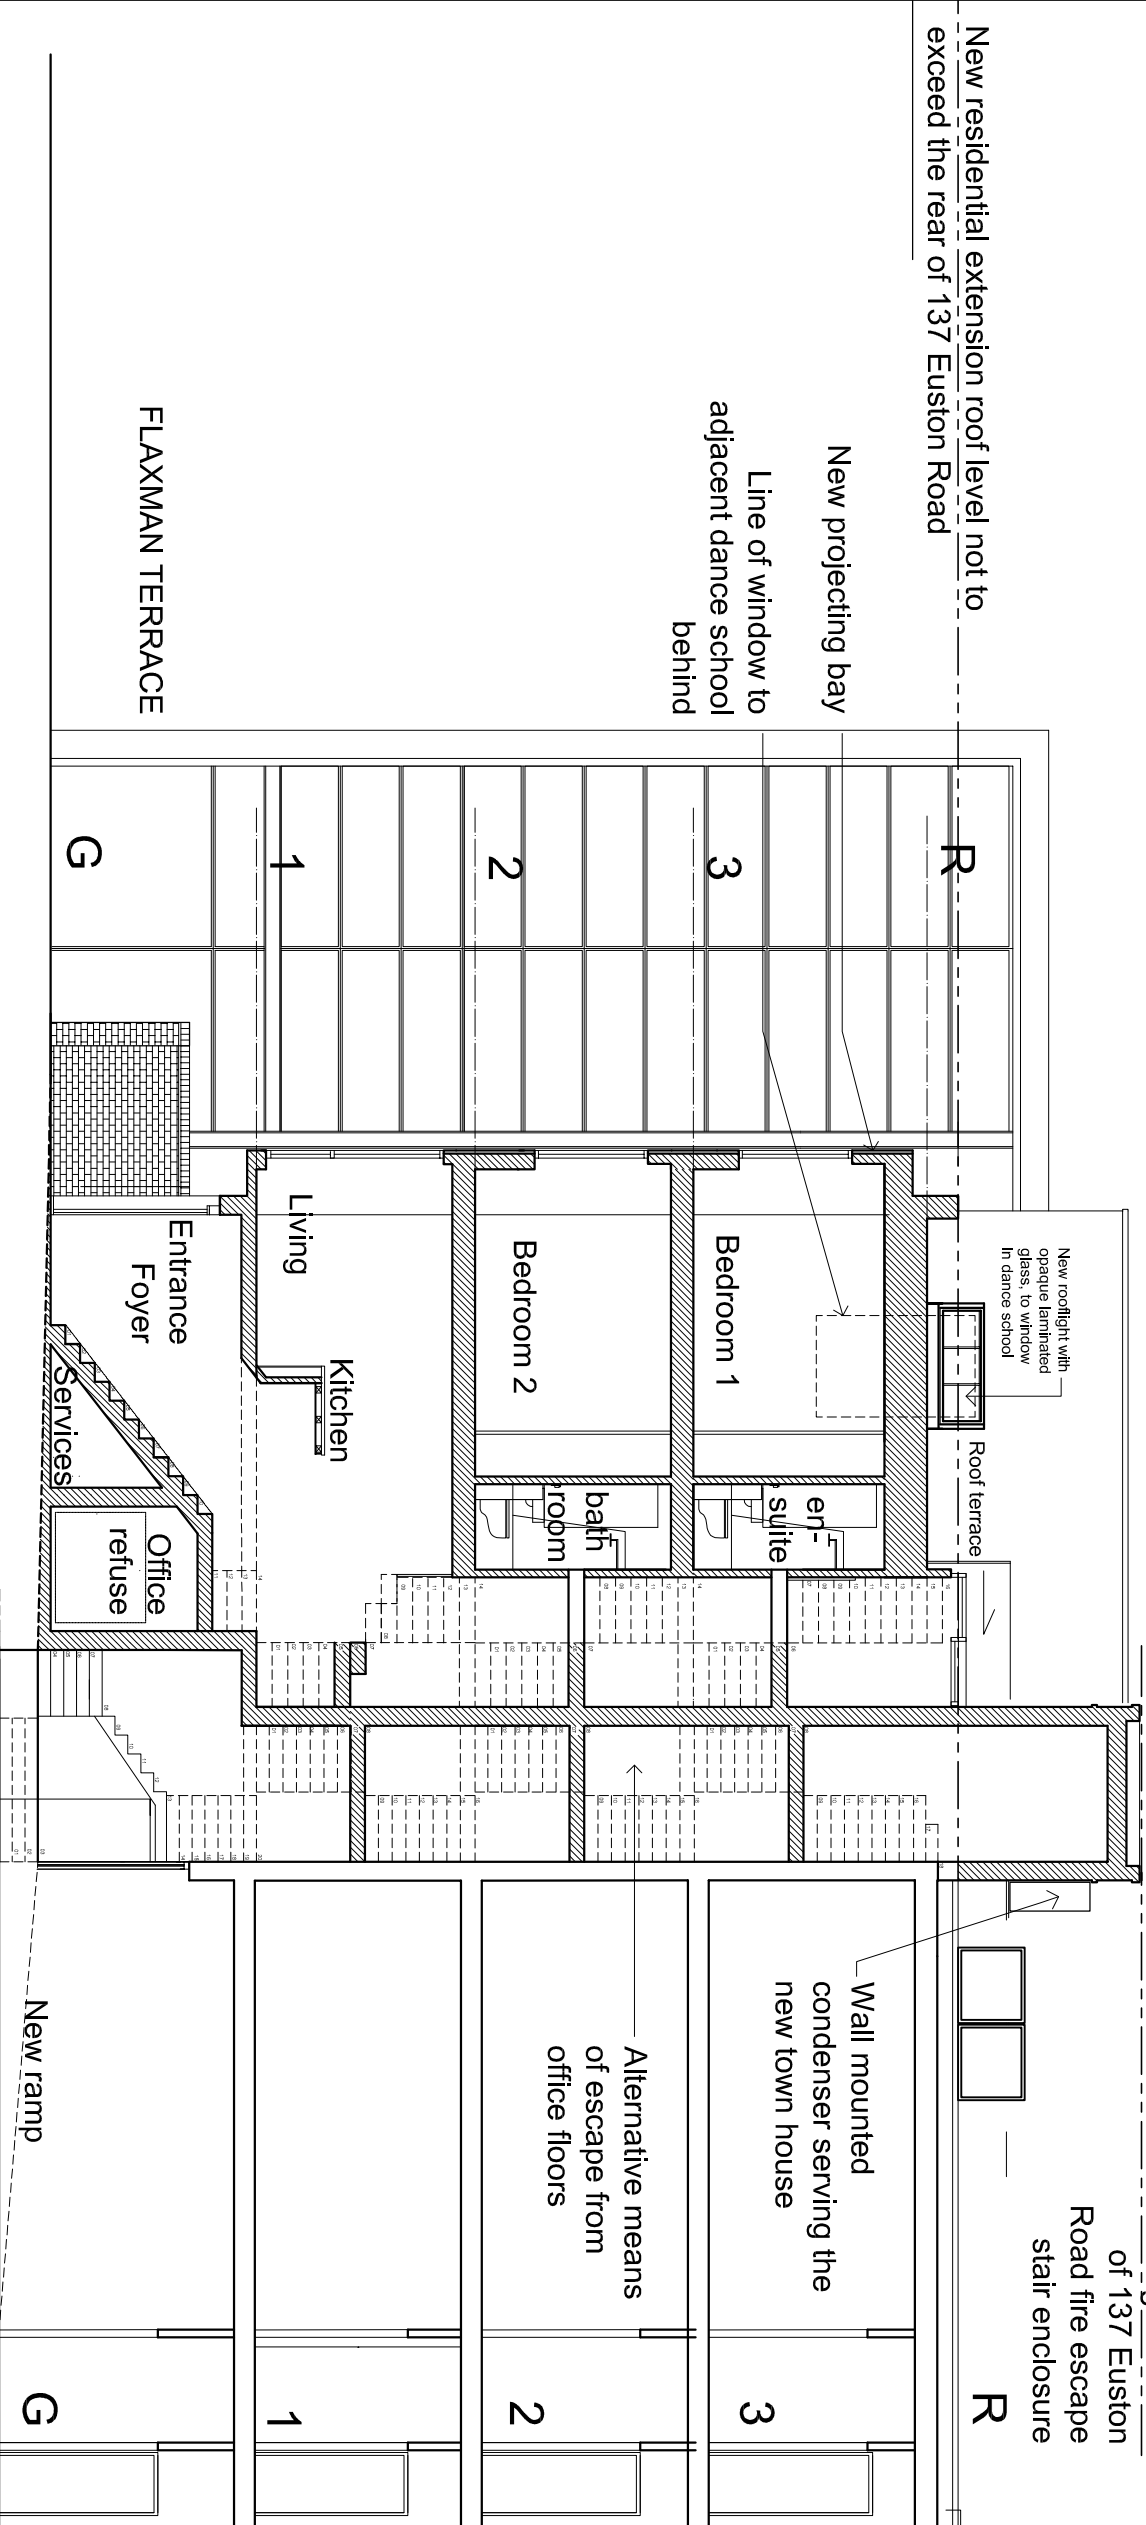 New residential extension roof level not to
exceed the rear of 137 Euston Road
New projecting bay
Line of window to
adjacent dance school
behind
FLAXMAN TERRACE
R
3
2
1
G
New rooflight with
opaque laminated
glass, to window
In dance school
Roof terrace
Bedroom 1
en-
suite
Bedroom 2
bath
room
Living
Kitchen
Entrance
Foyer
Services
Office
refuse
of 137 Euston
Road fire escape
stair enclosure
Wall mounted
condenser serving the
new town house
Alternative means
of escape from
office floors
New ramp
R
3
2
1
G